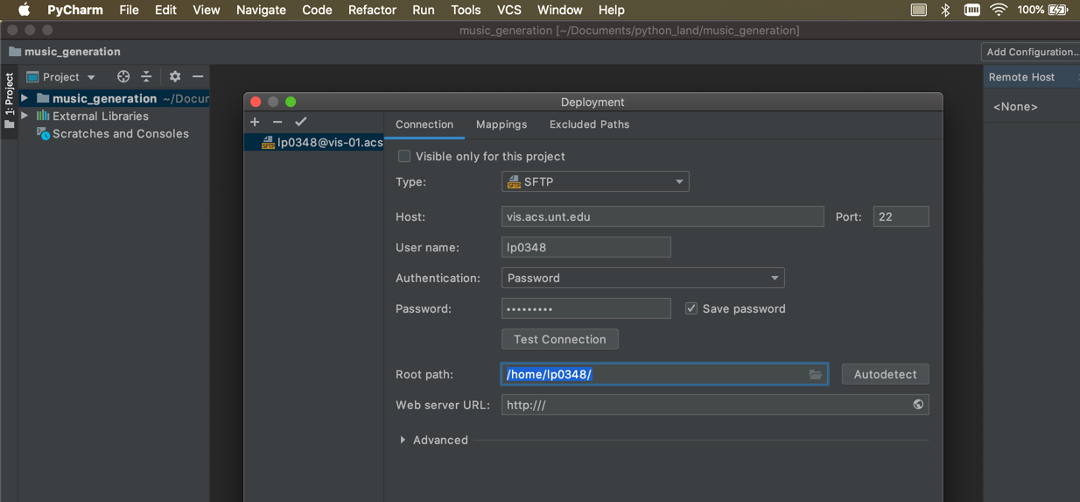 PyCharm File Edit View Navigate Code Refactor Run Tools VCS Window Help 100%
music_generation [~/Documents/python_land/music_generation]
music_generation
Add Configuration...
1: Project
Project
Remote Host
music_generation ~/Docur
<None>
External Libraries
Scratches and Consoles
Deployment
lp0348@vis-01.acs
SFTP
Connection Mappings Excluded Paths
Visible only for this project
Type: SFTP
Host: vis.acs.unt.edu Port: 22
User name: lp0348
Authentication: Password
Password: ••••••••• Save password
Test Connection
Root path: /home/lp0348/ Autodetect
Web server URL: http:///
Advanced